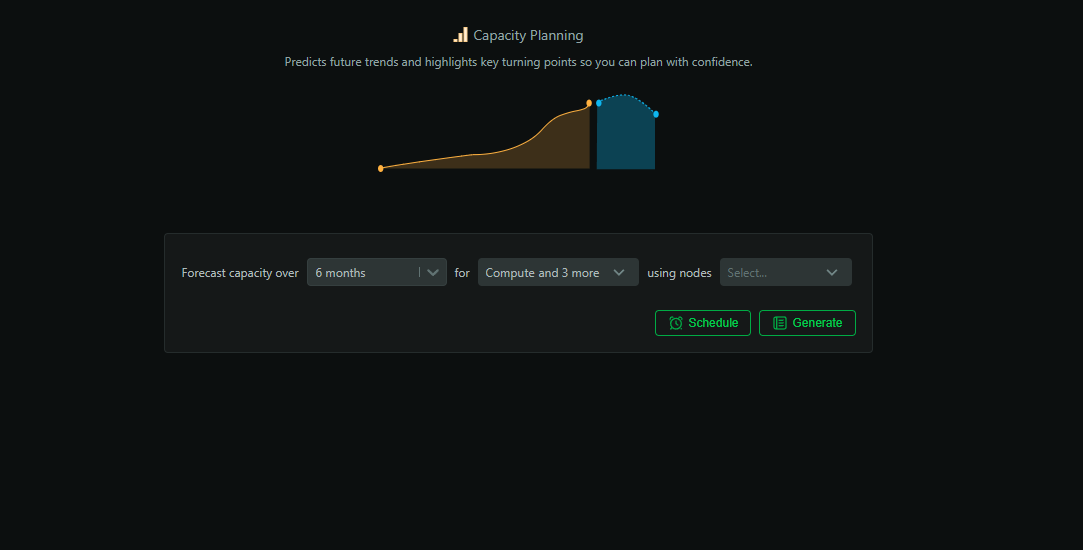 Capacity Planning
Predicts future trends and highlights key turning points so you can plan with confidence.
Forecast capacity over 6 months for Compute and 3 more using nodes Select...
Schedule Generate